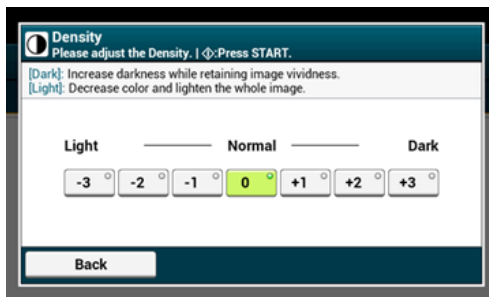 Density
Please adjust the Density. | :Press START.
[Dark]: Increase darkness while retaining image vividness.
[Light]: Decrease color and lighten the whole image.
Light Normal Dark
-3 -2 -1 0 +1 +2 +3
Back